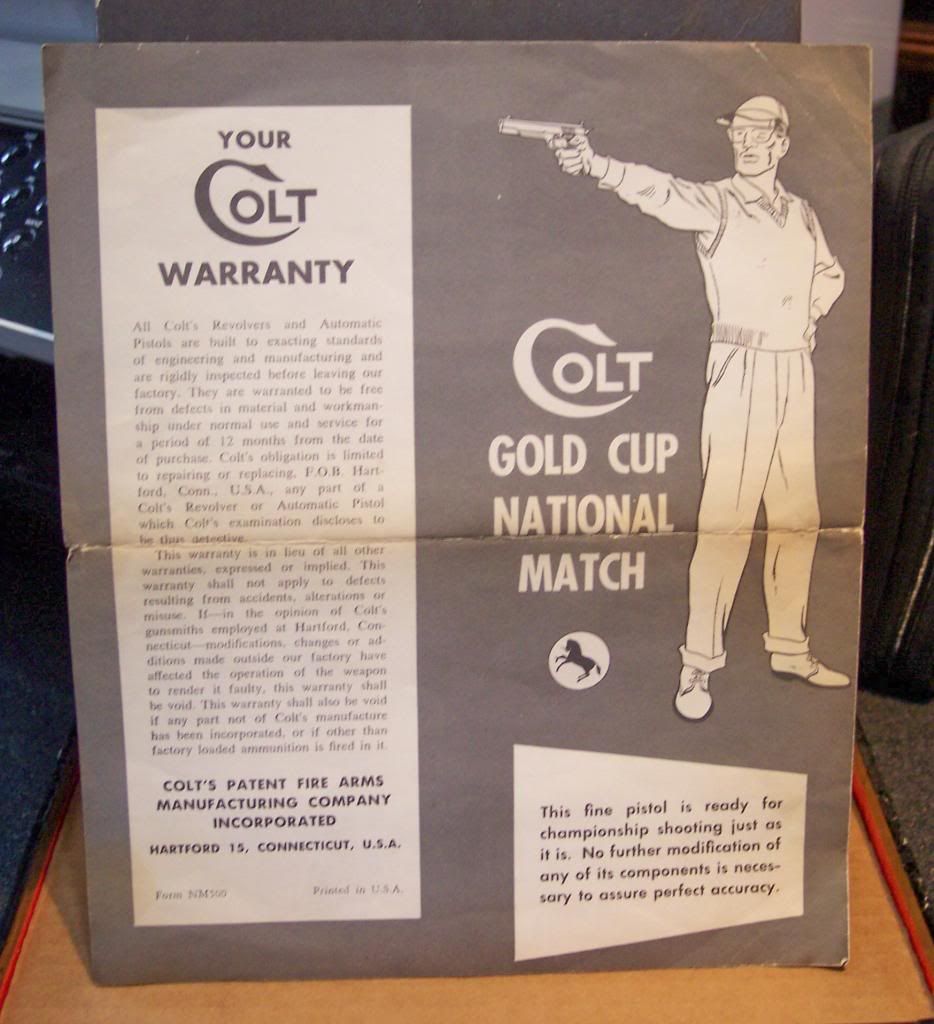 YOUR
COLT
WARRANTY
All Colt's Revolvers and Automatic
Pistols are built to exacting standards
of engineering and manufacturing and
are rigidly inspected before leaving our
factory. They are warranted to be free
from defects in material and workman-
ship under normal use and service for
a period of 12 months from the date
of purchase. Colt's obligation is limited
to repairing or replacing, F.O.B. Hart-
ford, Conn., U.S.A., any part of a
Colt's Revolver or Automatic Pistol
which Colt's examination discloses to
be thus defective.
This warranty is in lieu of all other
warranties, expressed or implied. This
warranty shall not apply to defects
resulting from accidents, alterations or
misuse. If—in the opinion of Colt's
gunsmiths employed at Hartford, Con-
necticut—modifications, changes or ad-
ditions made outside our factory have
affected the operation of the weapon
to render it faulty, this warranty shall
be void. This warranty shall also be void
if any part not of Colt's manufacture
has been incorporated, or if other than
factory loaded ammunition is fired in it.
COLT'S PATENT FIRE ARMS
MANUFACTURING COMPANY
INCORPORATED
HARTFORD 15, CONNECTICUT, U.S.A.
Form NM500
Printed in U.S.A.
COLT
GOLD CUP
NATIONAL
MATCH
This fine pistol is ready for
championship shooting just as
it is. No further modification of
any of its components is neces-
sary to assure perfect accuracy.